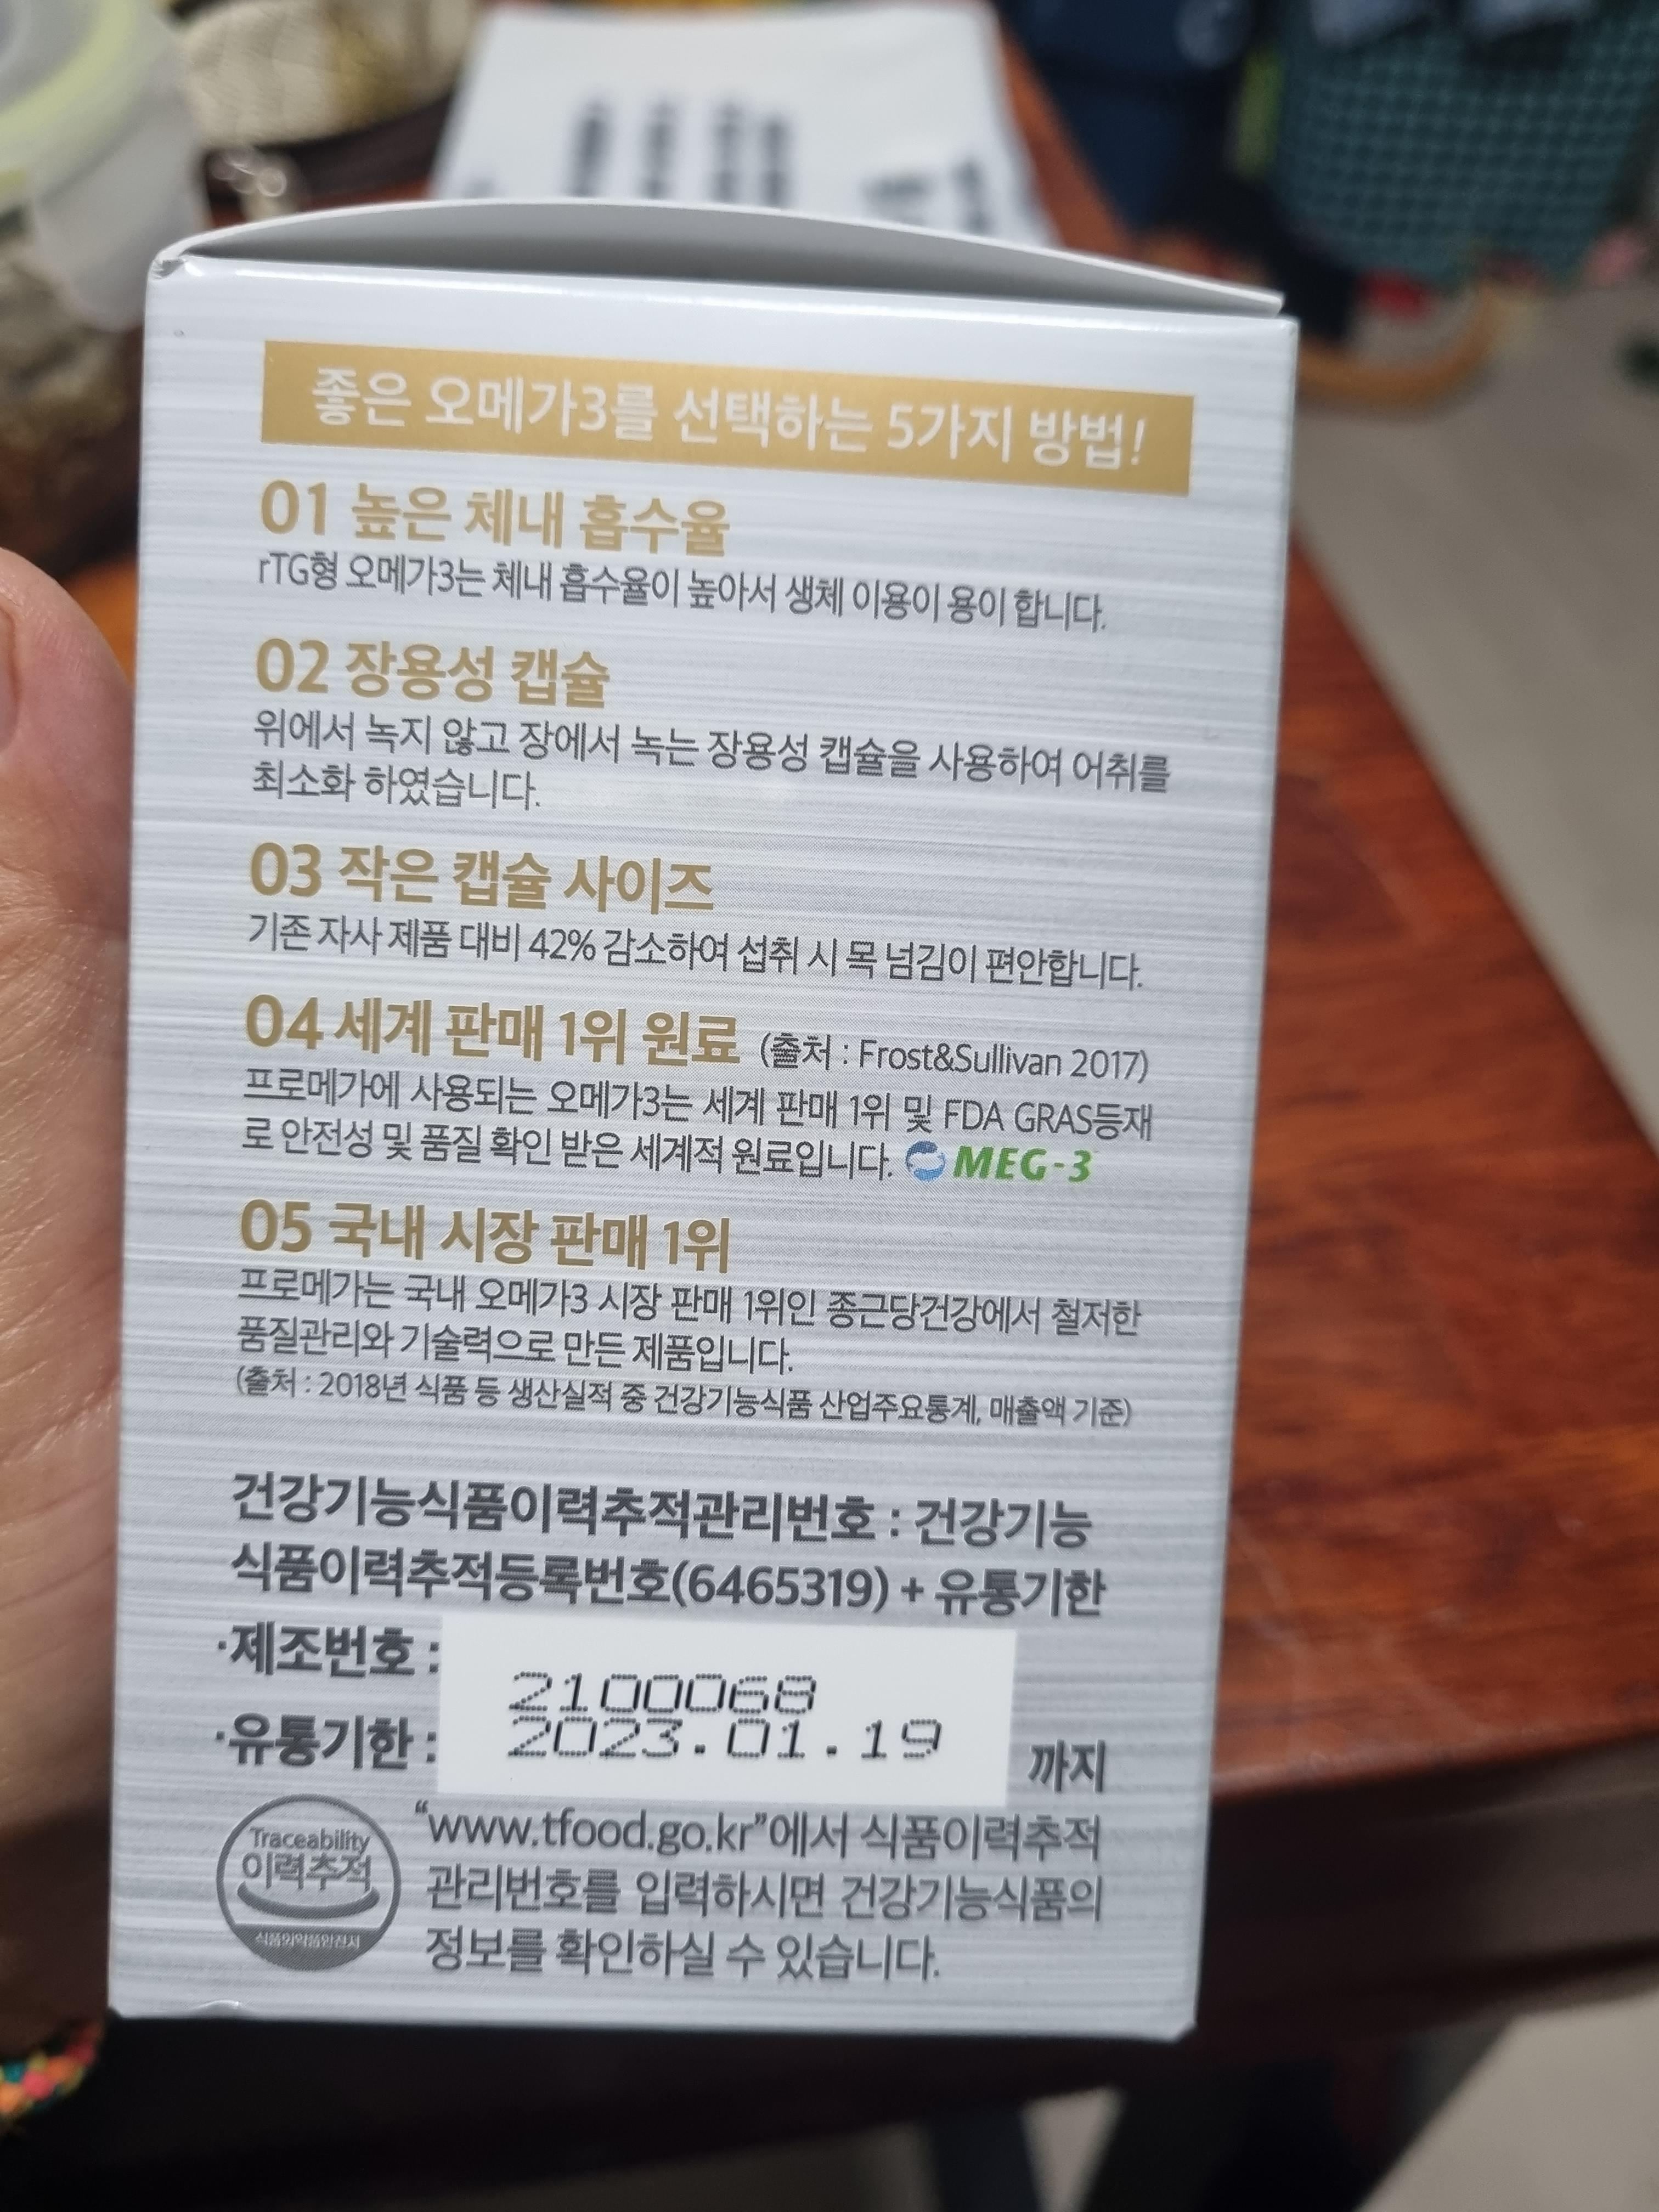 좋은 오메가3를 선택하는 5가지 방법!
01 높은 체내 흡수율
rTG형 오메가3는 체내 흡수율이 높아서 생체 이용이 용이 합니다.
02 장용성 캡슐
위에서 녹지 않고 장에서 녹는 장용성 캡슐을 사용하여 어취를
최소화 하였습니다.
03 작은 캡슐 사이즈
기존 자사 제품 대비 42% 감소하여 섭취 시 목 넘김이 편안합니다.
04 세계 판매 1위 원료 (출처 : Frost&Sullivan 2017)
프로메가에 사용되는 오메가3는 세계 판매 1위 및 FDA GRAS등재
로 안전성 및 품질 확인 받은 세계적 원료입니다. MEG-3
05 국내 시장 판매 1위
프로메가는 국내 오메가3 시장 판매 1위인 종근당건강에서 철저한
품질관리와 기술력으로 만든 제품입니다.
(출처 : 2018년 식품 등 생산실적 중 건강기능식품 산업주요통계, 매출액 기준)
건강기능식품이력추적관리번호 : 건강기능
식품이력추적등록번호(6465319) + 유통기한
·제조번호 : 2100068
·유통기한 : 2023.01.19 까지
Traceability
이력추적
식품의약품안전처
“www.tfood.go.kr”에서 식품이력추적
관리번호를 입력하시면 건강기능식품의
정보를 확인하실 수 있습니다.